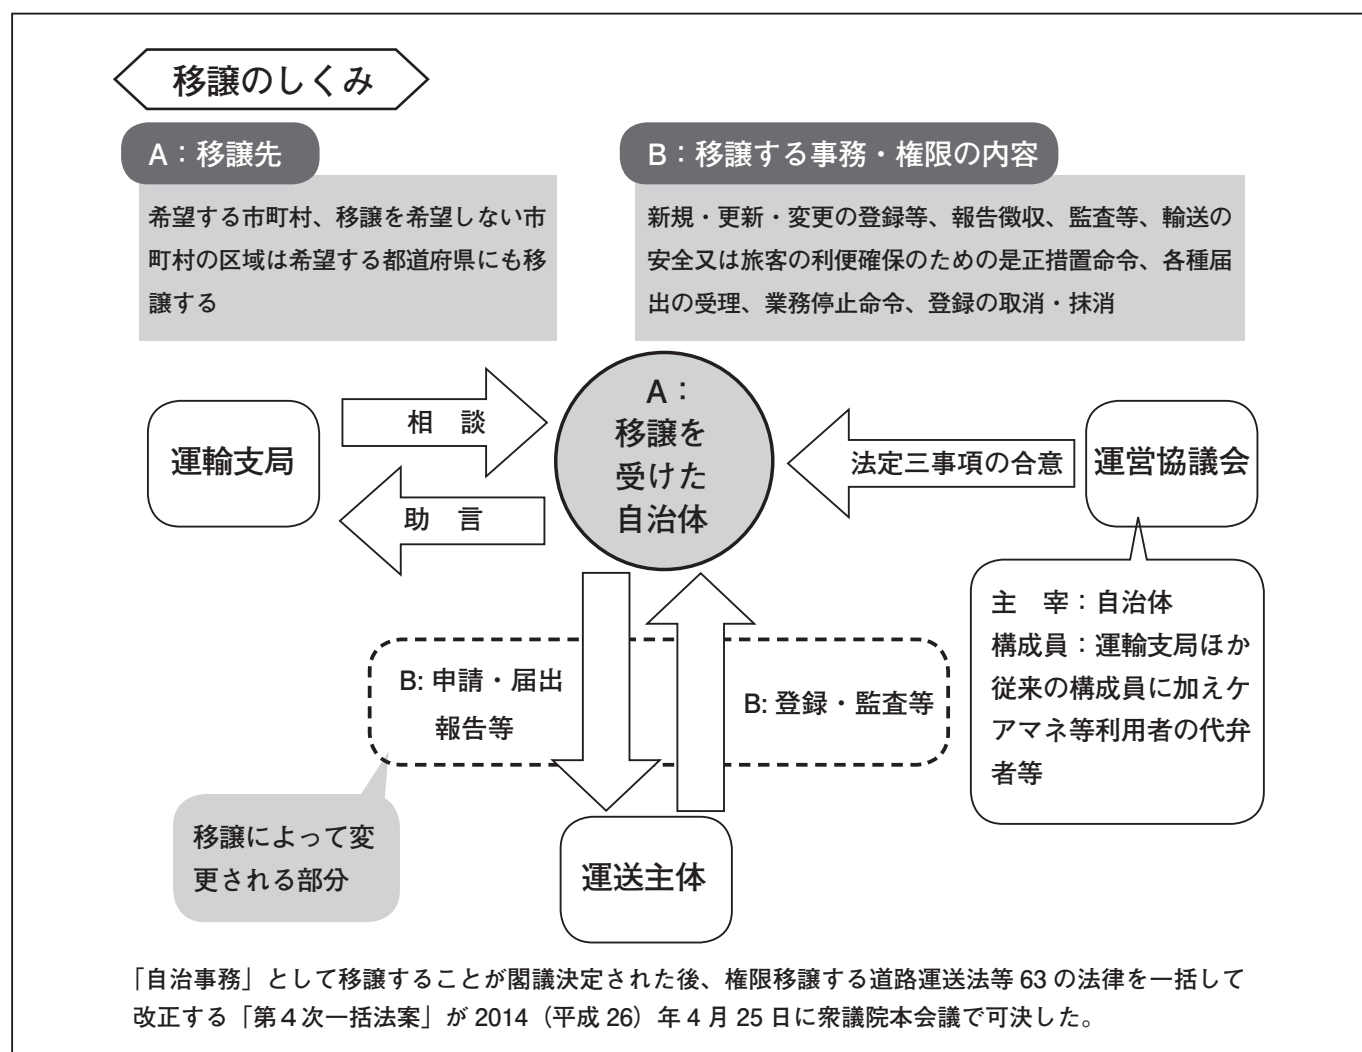 移譲のしくみ
A：移譲先
希望する市町村、移譲を希望しない市
町村の区域は希望する都道府県にも移
譲する
B：移譲する事務・権限の内容
新規・更新・変更の登録等、報告徴収、監査等、輸送の
安全又は旅客の利便確保のための是正措置命令、各種届
出の受理、業務停止命令、登録の取消・抹消
運輸支局
相　談
助　言
A：
移譲を
受けた
自治体
法定三事項の合意
運営協議会
主　宰：自治体
構成員：運輸支局ほか
従来の構成員に加えケ
アマネ等利用者の代弁
者等
B: 申請・届出
報告等
B: 登録・監査等
移譲によって変
更される部分
運送主体
「自治事務」として移譲することが閣議決定された後、権限移譲する道路運送法等 63 の法律を一括して
改正する「第４次一括法案」が 2014（平成 26）年 4 月 25 日に衆議院本会議で可決した。